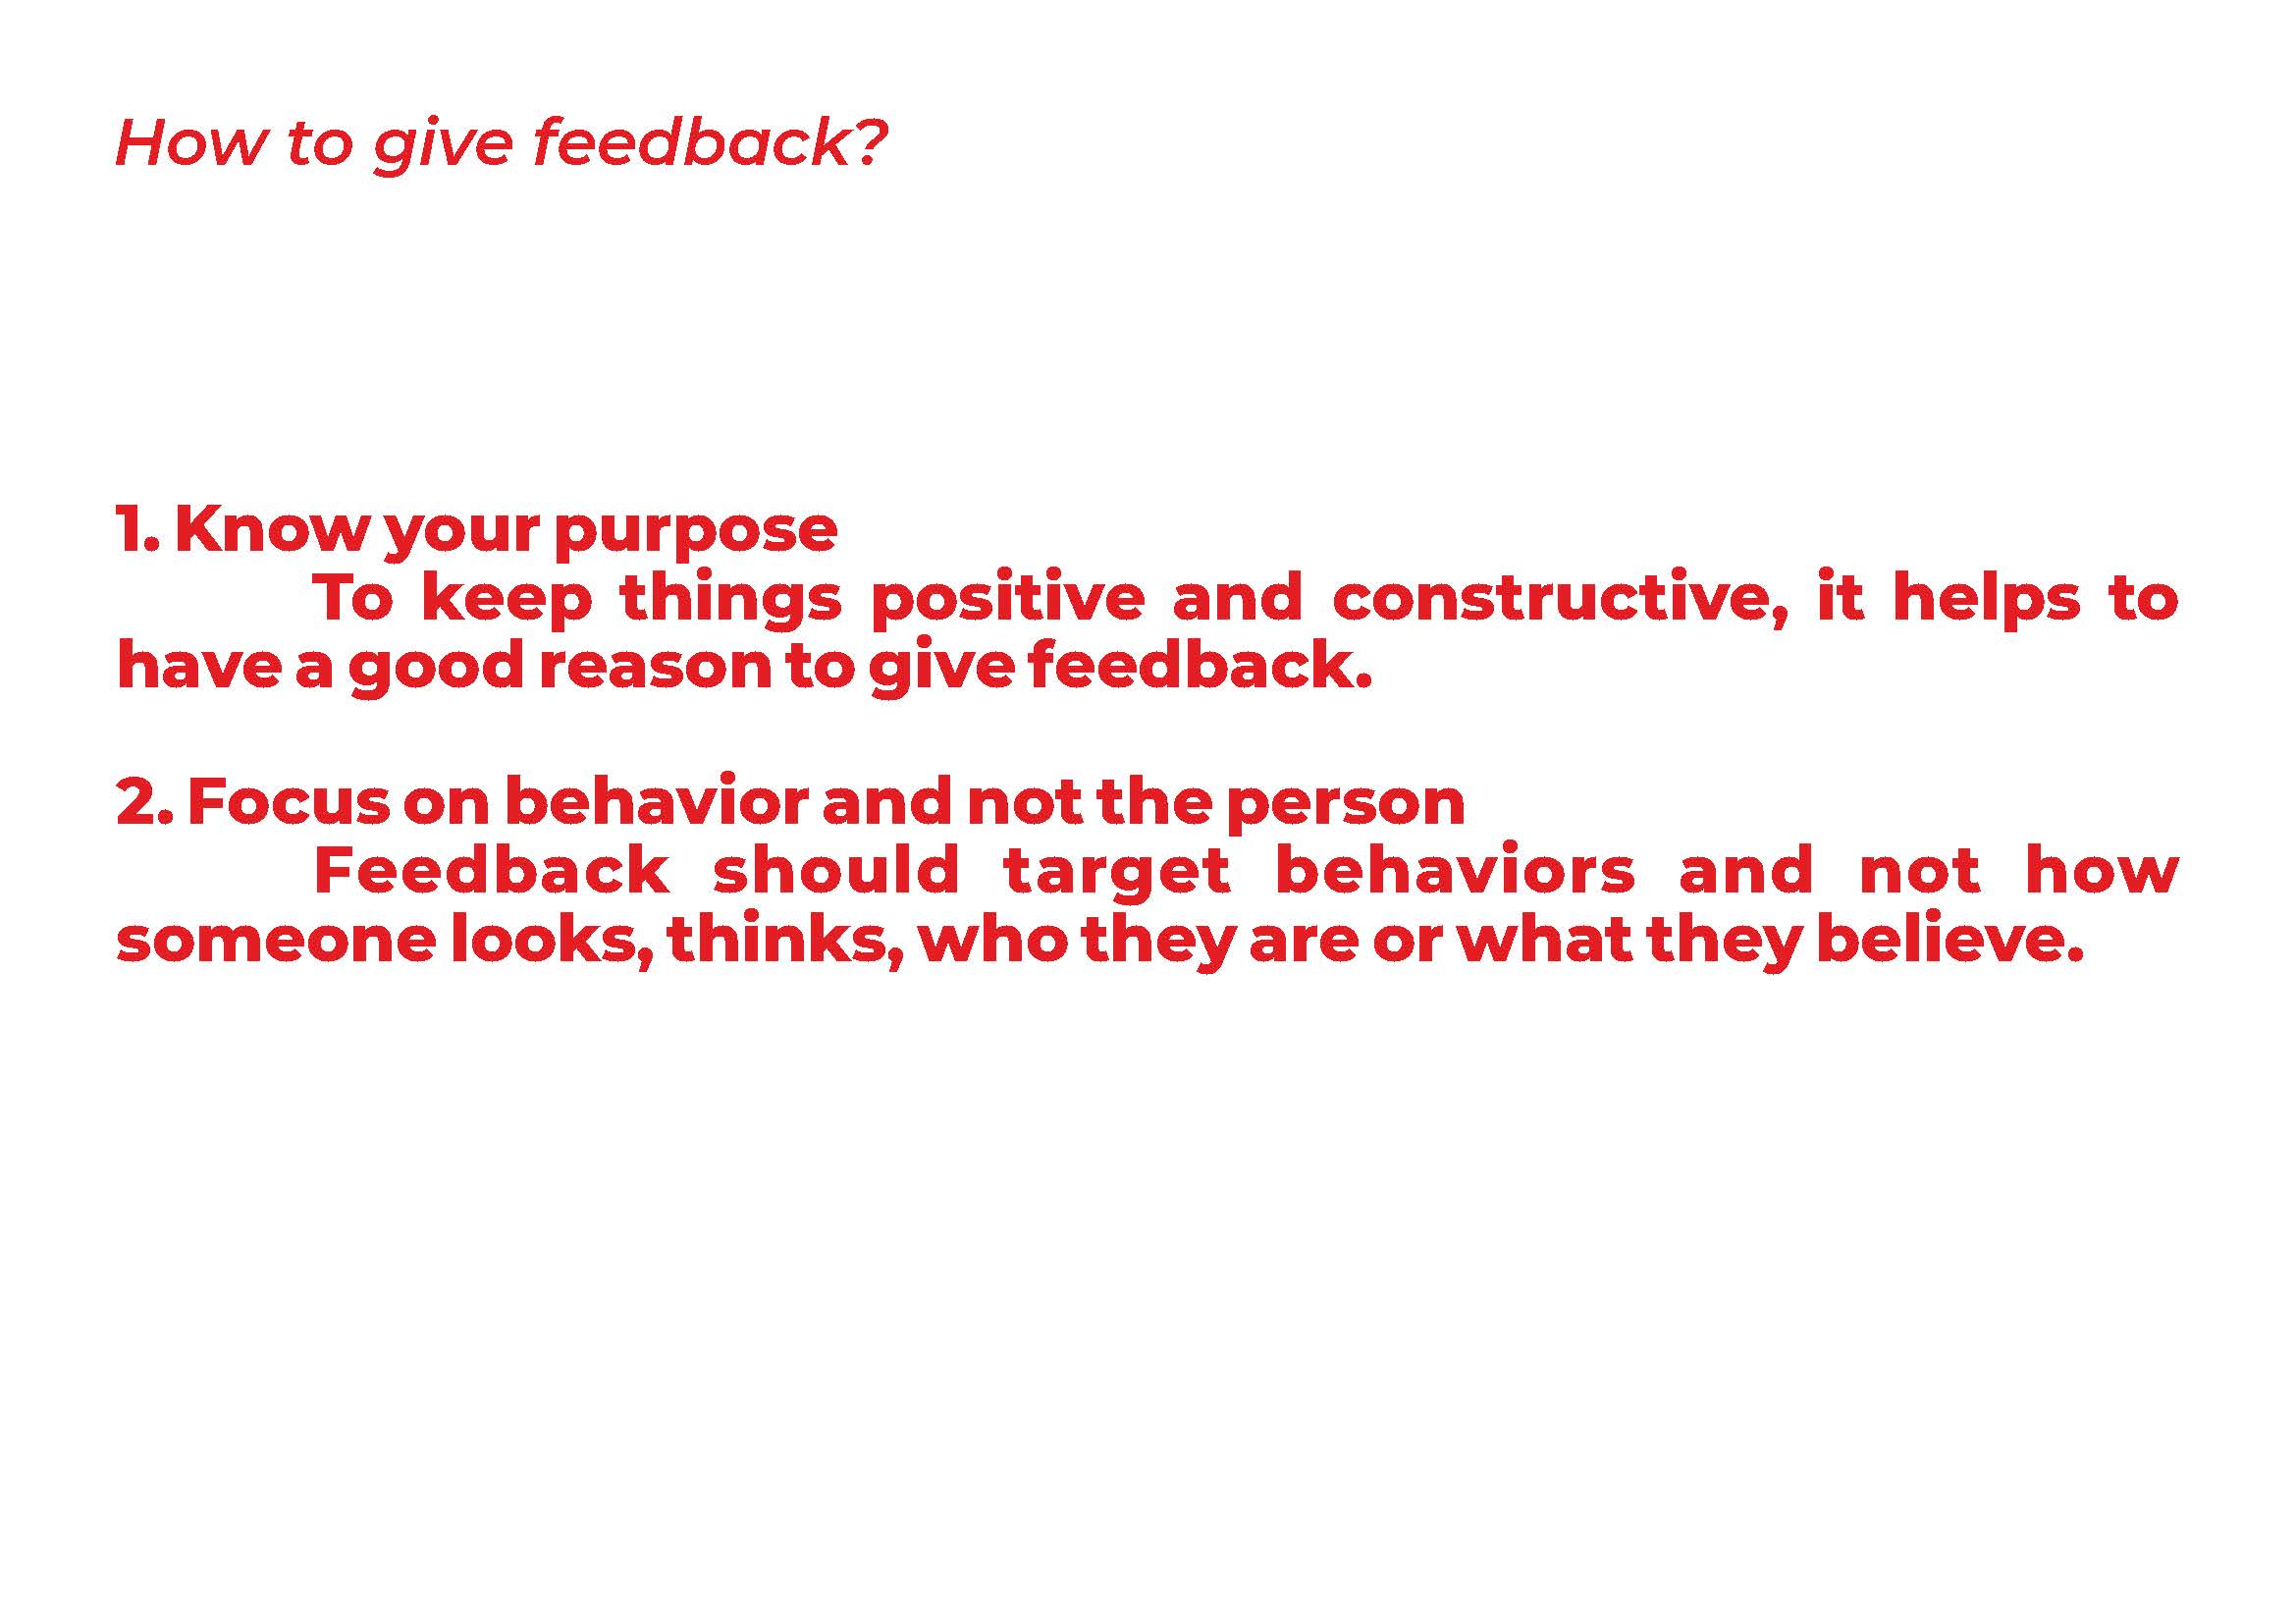 How to give feedback?
1. Know your purpose
To keep things positive and constructive, it helps to
have a good reason to give feedback.
2. Focus on behavior and not the person
Feedback should target behaviors and not how
someone looks, thinks, who they are or what they believe.